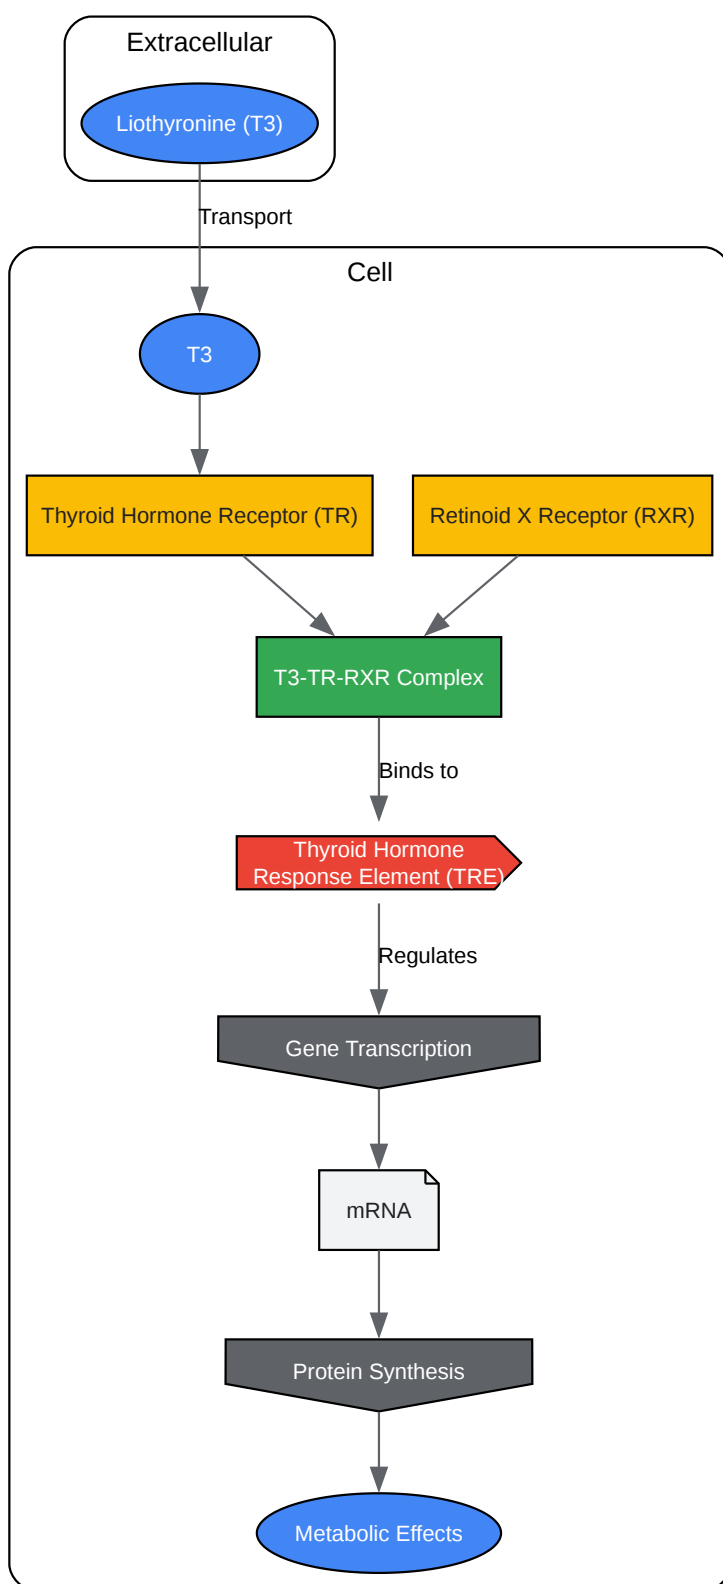 Extracellular
Liothyronine (T3)
Transport
Cell
T3
Thyroid Hormone Receptor (TR)
Retinoid X Receptor (RXR)
T3-TR-RXR Complex
Binds to
Thyroid Hormone
Response Element (TRE)
Regulates
Gene Transcription
mRNA
Protein Synthesis
Metabolic Effects